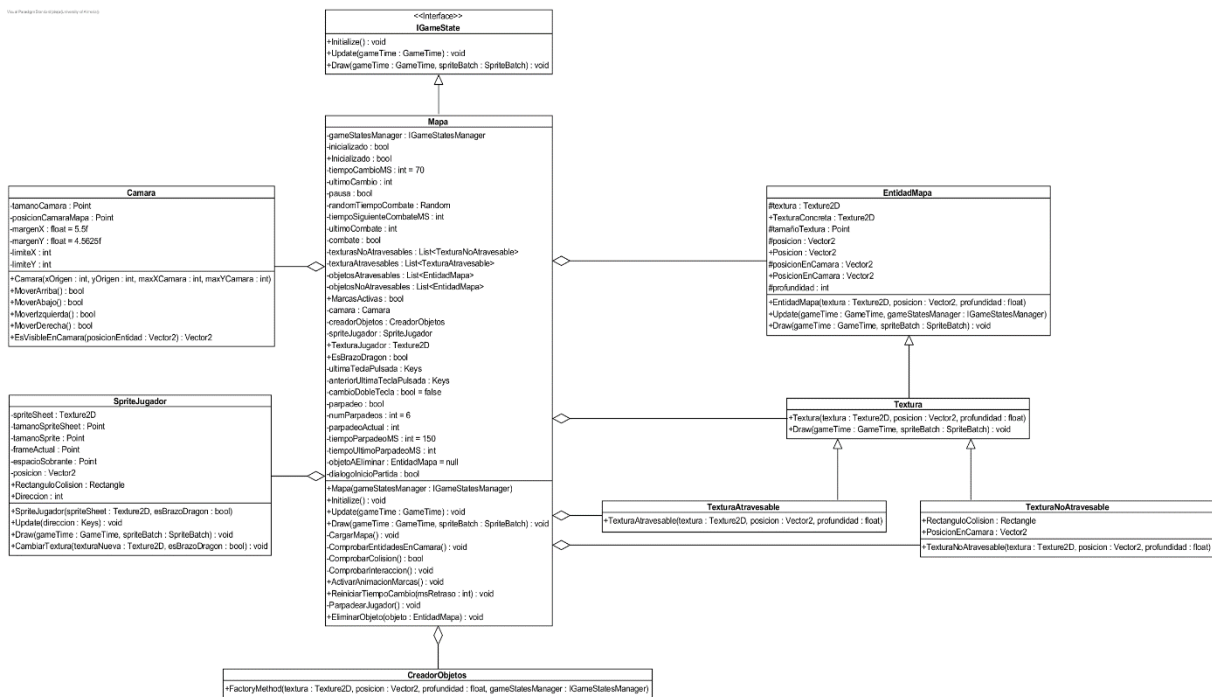 <<Interface>>
IGameState
+Initialize() : void
+Update(gameTime : GameTime) : void
+Draw(gameTime : GameTime, spriteBatch : SpriteBatch) : void
Mapa
-gameStatesManager : IGameStatesManager
-inicializado : bool
+Inicializado : bool
-tiempoCambioMS : int = 70
-ultimoCambio : int
-pausa : bool
-randomTiempoCombate : Random
-tiempoSiguienteCombateMS : int
-ultimoCombate : int
-combate : bool
-texturasNoAtravesables : List<TexturaNoAtravesable>
-texturasAtravesables : List<TexturaAtravesable>
-objetosAtravesables : List<EntidadMapa>
-objetosNoAtravesables : List<EntidadMapa>
+MarcasActivas : bool
-camara : Camara
-creadorObjetos : CreadorObjetos
-spriteJugador : SpriteJugador
+TexturaJugador : Texture2D
+EsBrazoDragon : bool
-ultimaTeclaPulsada : Keys
-anteriorUltimaTeclaPulsada : Keys
-cambioDobleTecla : bool = false
-parpadeo : bool
-numParpadeos : int = 6
-parpadeoActual : int
-tiempoParpadeoMS : int = 150
-tiempoUltimoParpadeoMS : int
-objetoAEliminar : EntidadMapa = null
-dialogoInicioPartida : bool
+Mapa(gameStatesManager : IGameStatesManager)
+Initialize() : void
+Update(gameTime : GameTime) : void
+Draw(gameTime : GameTime, spriteBatch : SpriteBatch) : void
-CargarMapa() : void
-ComprobarEntidadesEnCamara() : void
-ComprobarColision() : bool
-ComprobarInteraccion() : void
+ActivarAnimacionMarcas() : void
+ReiniciarTiempoCambio(msRetraso : int) : void
-ParpadearJugador() : void
+EliminarObjeto(objeto : EntidadMapa) : void
Camara
-tamanoCamara : Point
-posicionCamaraMapa : Point
-margenX : float = 5.5f
-margenY : float = 4.5625f
-limiteX : int
-limiteY : int
+Camara(xOrigen : int, yOrigen : int, maxXCamara : int, maxYCamara : int)
+MoverArriba() : bool
+MoverAbajo() : bool
+MoverIzquierda() : bool
+MoverDerecha() : bool
+EsVisibleEnCamara(posicionEntidad : Vector2) : Vector2
SpriteJugador
-spriteSheet : Texture2D
-tamanoSpriteSheet : Point
-tamanoSprite : Point
-frameActual : Point
-espacioSobrante : Point
-posicion : Vector2
+RectanguloColision : Rectangle
+Direccion : int
+SpriteJugador(spriteSheet : Texture2D, esBrazoDragon : bool)
+Update(direccion : Keys) : void
+Draw(gameTime : GameTime, spriteBatch : SpriteBatch) : void
+CambiarTextura(texturaNueva : Texture2D, esBrazoDragon : bool) : void
EntidadMapa
#textura : Texture2D
+TexturaConcreta : Texture2D
#tamañoTextura : Point
#posicion : Vector2
+Posicion : Vector2
#posicionEnCamara : Vector2
+PosicionEnCamara : Vector2
#profundidad : int
+EntidadMapa(textura : Texture2D, posicion : Vector2, profundidad : float)
+Update(gameTime : GameTime, gameStatesManager : IGameStatesManager)
+Draw(gameTime : GameTime, spriteBatch : SpriteBatch) : void
Textura
+Textura(textura : Texture2D, posicion : Vector2, profundidad : float)
+Draw(gameTime : GameTime, spriteBatch : SpriteBatch) : void
TexturaAtravesable
+TexturaAtravesable(textura : Texture2D, posicion : Vector2, profundidad : float)
TexturaNoAtravesable
+RectanguloColision : Rectangle
+PosicionEnCamara : Vector2
+TexturaNoAtravesable(textura : Texture2D, posicion : Vector2, profundidad : float)
CreadorObjetos
+FactoryMethod(textura : Texture2D, posicion : Vector2, profundidad : float, gameStatesManager : IGameStatesManager)